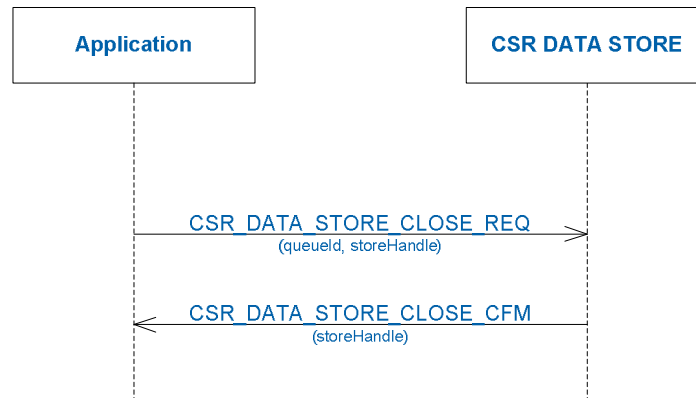 Application
CSR DATA STORE
CSR_DATA_STORE_CLOSE_REQ
(queueId, storeHandle)
CSR_DATA_STORE_CLOSE_CFM
(storeHandle)